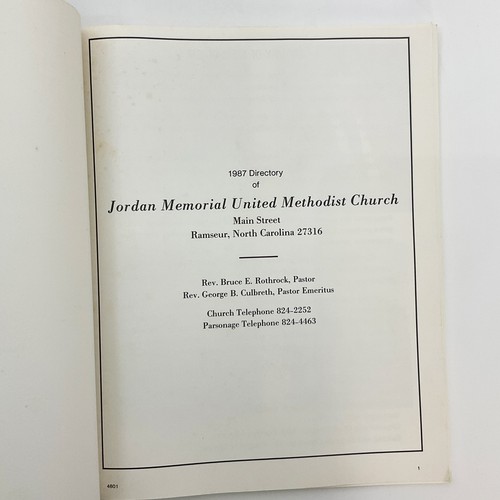 1987 Directory
of
Jordan Memorial United Methodist Church
Main Street
Ramseur, North Carolina 27316
Rev. Bruce E. Rothrock, Pastor
Rev. George B. Culbreth, Pastor Emeritus
Church Telephone 824-2252
Parsonage Telephone 824-4463
1
4601